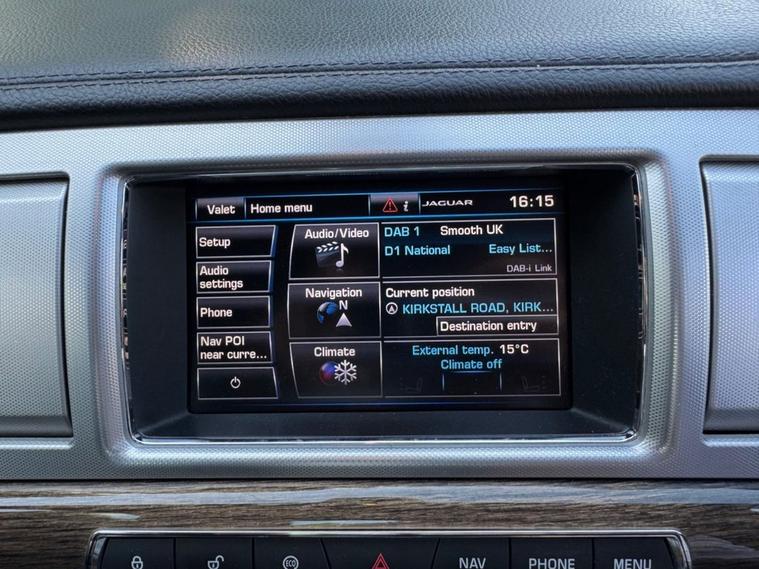 Valet Home menu i JAGUAR 16:15
Setup
Audio settings
Phone
Nav POI near curre...
Audio/Video
Navigation
N
Climate
DAB 1 Smooth UK
D1 National Easy List...
DAB-i Link
Current position
KIRKSTALL ROAD, KIRK...
Destination entry
External temp. 15°C
Climate off
ECO NAV PHONE MENU